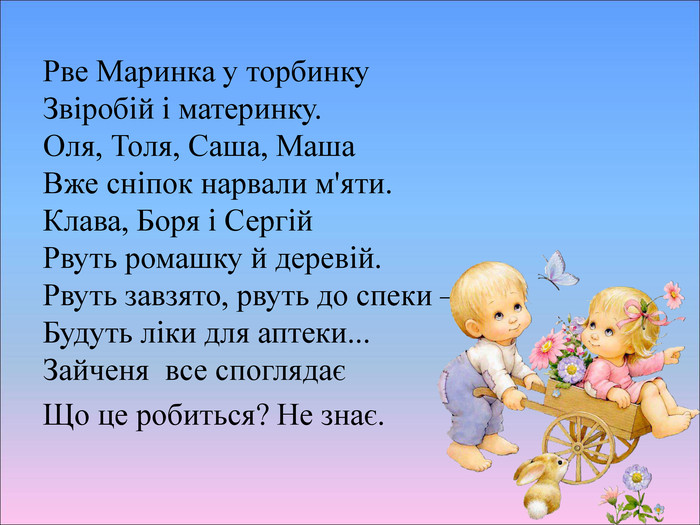 Рве Маринка у торбинку
Звіробій і материнку.
Оля, Толя, Саша, Маша
Вже сніпок нарвали м'яти.
Клава, Боря і Сергій
Рвуть ромашку й деревій.
Рвуть завзято, рвуть до спеки –
Будуть ліки для аптеки...
Зайченя  все споглядає
Що це робиться? Не знає.